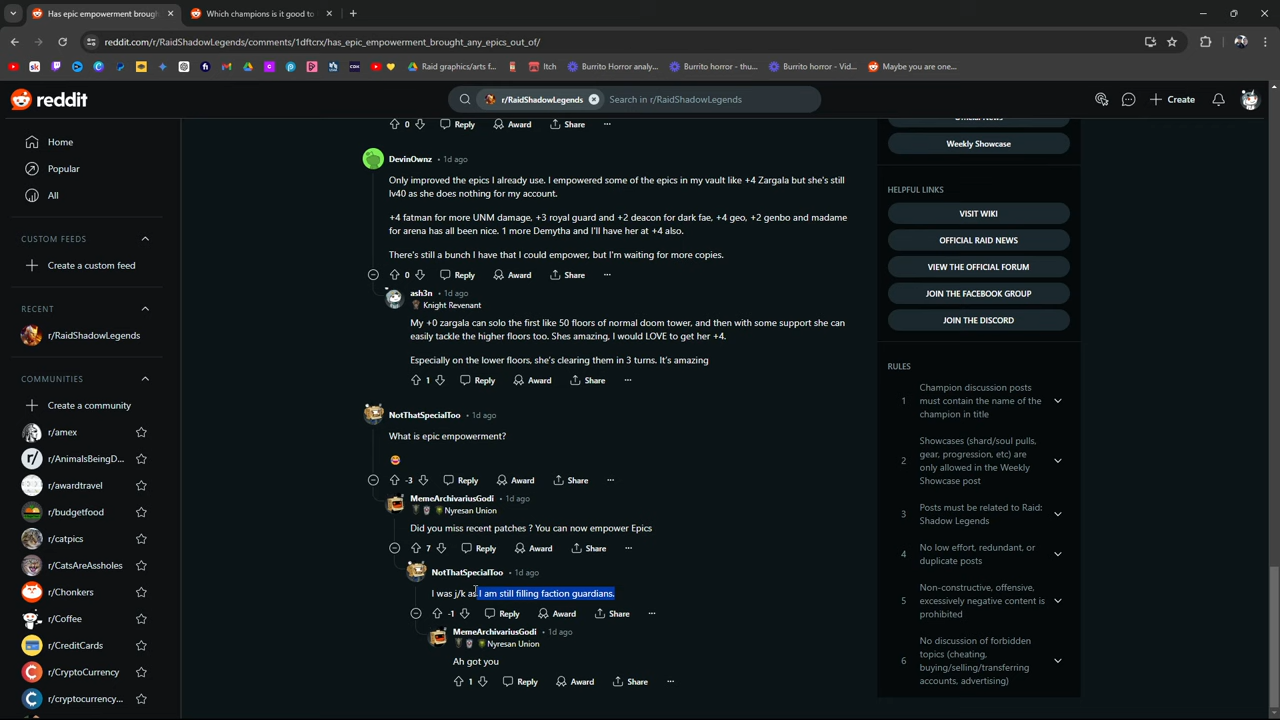 Has epic empowerment brought
Which champions is it good to
reddit.com/r/RaidShadowLegends/comments/1dftcrx/has_epic_empowerment_brought_any_epics_out_of/
Raid graphics/arts f...
Itch
Burrito Horror analy...
Burrito horror - thu...
Burrito horror - Vid...
Maybe you are one...
reddit
r/RaidShadowLegends
Search in r/RaidShadowLegends
Create
Home
Popular
All
CUSTOM FEEDS
Create a custom feed
RECENT
r/RaidShadowLegends
COMMUNITIES
Create a community
r/amex
r/AnimalsBeingD...
r/awardtravel
r/budgetfood
r/catpics
r/CatsAreAssholes
r/Chonkers
r/Coffee
r/CreditCards
r/CryptoCurrency
r/cryptocurrency...
0 Reply Award Share ...
DevinOwnz • 1d ago
Only improved the epics I already use. I empowered some of the epics in my vault like +4 Zargala but she's still
lv40 as she does nothing for my account.
+4 fatman for more UNM damage, +3 royal guard and +2 deacon for dark fae, +4 geo, +2 genbo and madame
for arena has all been nice. 1 more Demytha and I'll have her at +4 also.
There's still a bunch I have that I could empower, but I'm waiting for more copies.
0 Reply Award Share ...
ash3n • 1d ago
Knight Revenant
My +0 zargala can solo the first like 50 floors of normal doom tower, and then with some support she can
easily tackle the higher floors too. Shes amazing, I would LOVE to get her +4.
Especially on the lower floors, she's clearing them in 3 turns. It's amazing
1 Reply Award Share ...
NotThatSpecialToo • 1d ago
What is epic empowerment?
-3 Reply Award Share ...
MemeArchivariusGodi • 1d ago
Nyresan Union
Did you miss recent patches ? You can now empower Epics
7 Reply Award Share ...
NotThatSpecialToo • 1d ago
I was j/k as I am still filling faction guardians.
-1 Reply Award Share ...
MemeArchivariusGodi • 1d ago
Nyresan Union
Ah got you
1 Reply Award Share ...
Official News
Weekly Showcase
HELPFUL LINKS
VISIT WIKI
OFFICIAL RAID NEWS
VIEW THE OFFICIAL FORUM
JOIN THE FACEBOOK GROUP
JOIN THE DISCORD
RULES
1 Champion discussion posts
must contain the name of the
champion in title
2 Showcases (shard/soul pulls,
gear, progression, etc) are
only allowed in the Weekly
Showcase post
3 Posts must be related to Raid:
Shadow Legends
4 No low effort, redundant, or
duplicate posts
5 Non-constructive, offensive,
excessively negative content is
prohibited
6 No discussion of forbidden
topics (cheating,
buying/selling/transferring
accounts, advertising)